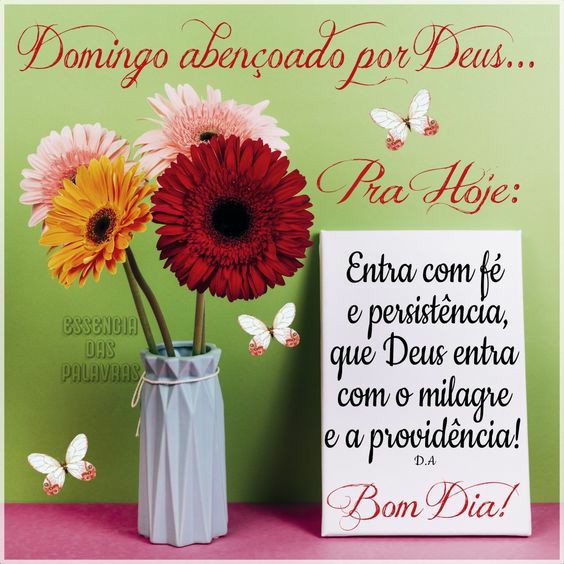 Domingo abençoado por Deus...
Pra Hoje:
Entra com fé
e persistência,
que Deus entra
com o milagre
e a providência!
D.A
Bom Dia!
ESSENCIA
DAS
PALAVRAS